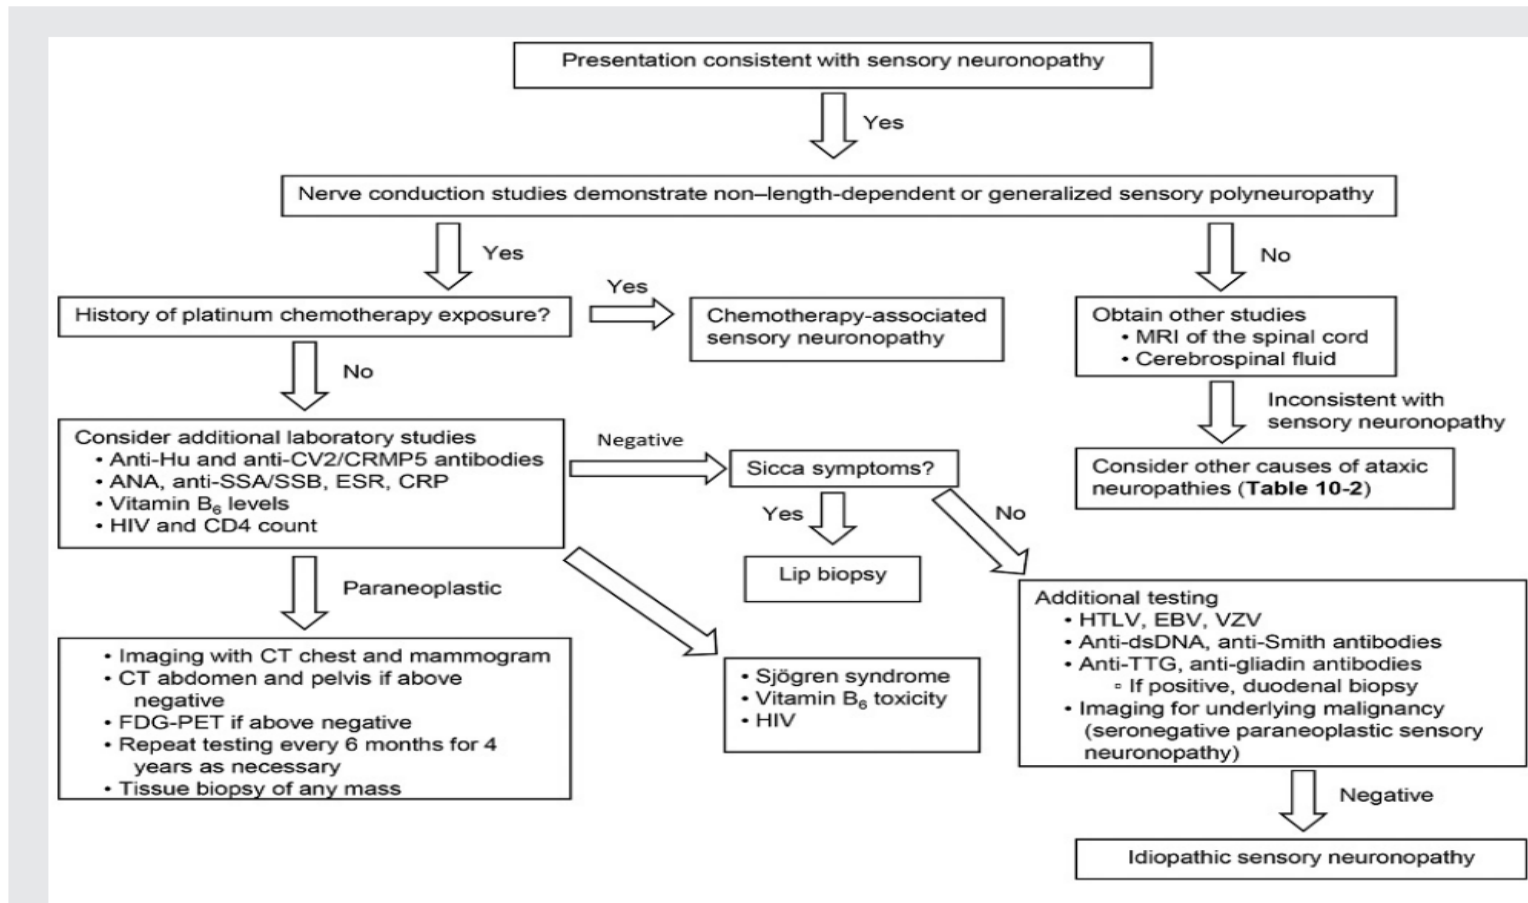 Presentation consistent with sensory neuronopathy
Yes
Nerve conduction studies demonstrate non–length-dependent or generalized sensory polyneuropathy
Yes
No
History of platinum chemotherapy exposure?
Yes
Chemotherapy-associated
sensory neuronopathy
Obtain other studies
• MRI of the spinal cord
• Cerebrospinal fluid
No
Inconsistent with
sensory neuronopathy
Consider additional laboratory studies
• Anti-Hu and anti-CV2/CRMP5 antibodies
• ANA, anti-SSA/SSB, ESR, CRP
• Vitamin B₆ levels
• HIV and CD4 count
Negative
Sicca symptoms?
Consider other causes of ataxic
neuropathies (Table 10-2)
Yes
No
Lip biopsy
Paraneoplastic
Additional testing
• HTLV, EBV, VZV
• Anti-dsDNA, anti-Smith antibodies
• Anti-TTG, anti-gliadin antibodies
▫ If positive, duodenal biopsy
• Imaging for underlying malignancy
(seronegative paraneoplastic sensory
neuronopathy)
• Imaging with CT chest and mammogram
• CT abdomen and pelvis if above
negative
• FDG-PET if above negative
• Repeat testing every 6 months for 4
years as necessary
• Tissue biopsy of any mass
• Sjögren syndrome
• Vitamin B₆ toxicity
• HIV
Negative
Idiopathic sensory neuronopathy